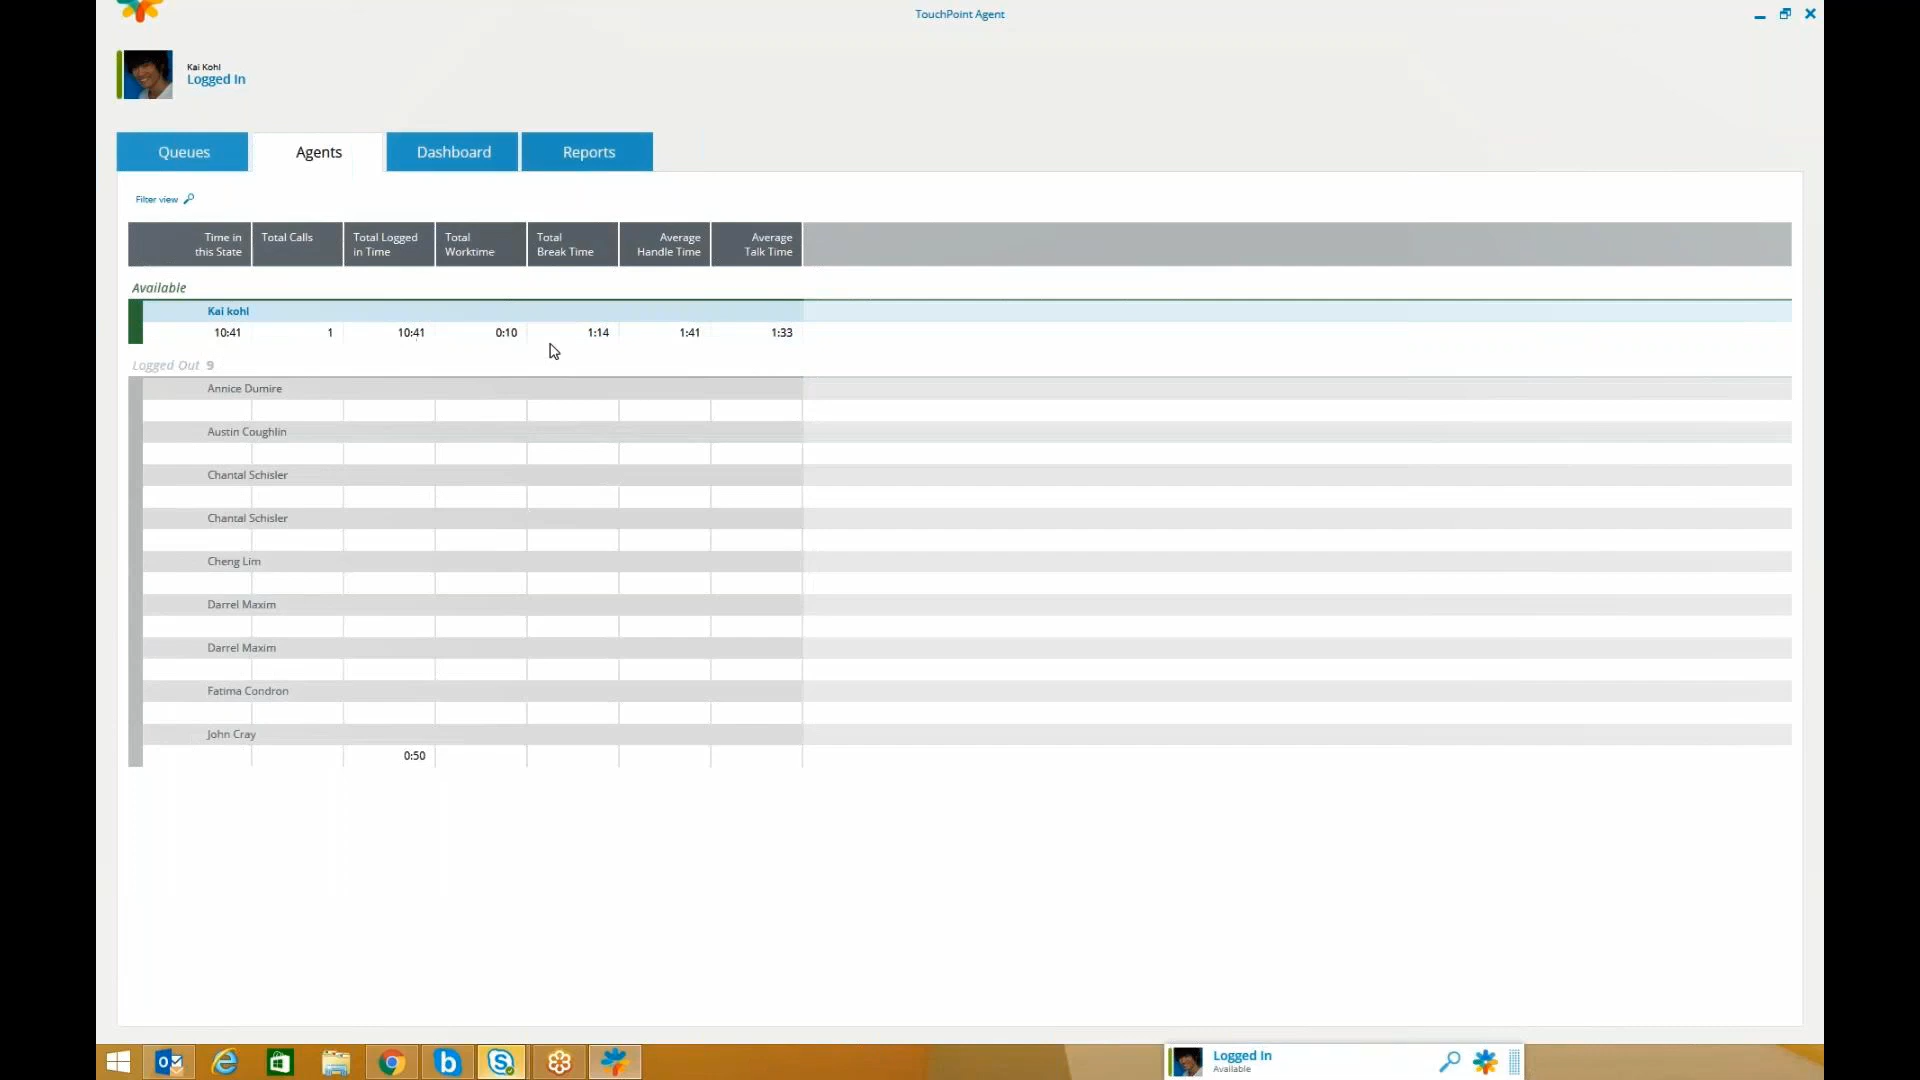 TouchPoint Agent
Kai Kohl
Logged In
Queues
Agents
Dashboard
Reports
Filter view
Time in this State
Total Calls
Total Logged in Time
Total Worktime
Total Break Time
Average Handle Time
Average Talk Time
Available
Kai kohl
10:41 1 10:41 0:10 1:14 1:41 1:33
Logged Out 9
Annice Dumire
Austin Coughlin
Chantal Schisler
Chantal Schisler
Cheng Lim
Darrel Maxim
Darrel Maxim
Fatima Condron
John Cray
0:50
Logged In
Available